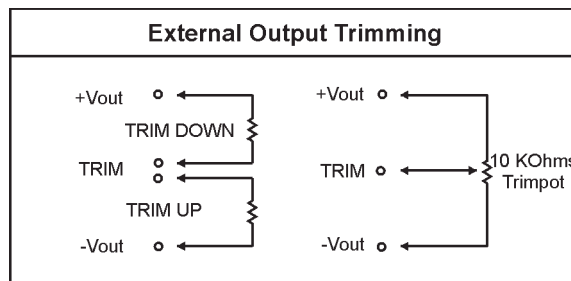 External Output Trimming
+Vout
TRIM DOWN
TRIM
TRIM UP
-Vout
+Vout
TRIM
10 KOhms
Trimpot
-Vout